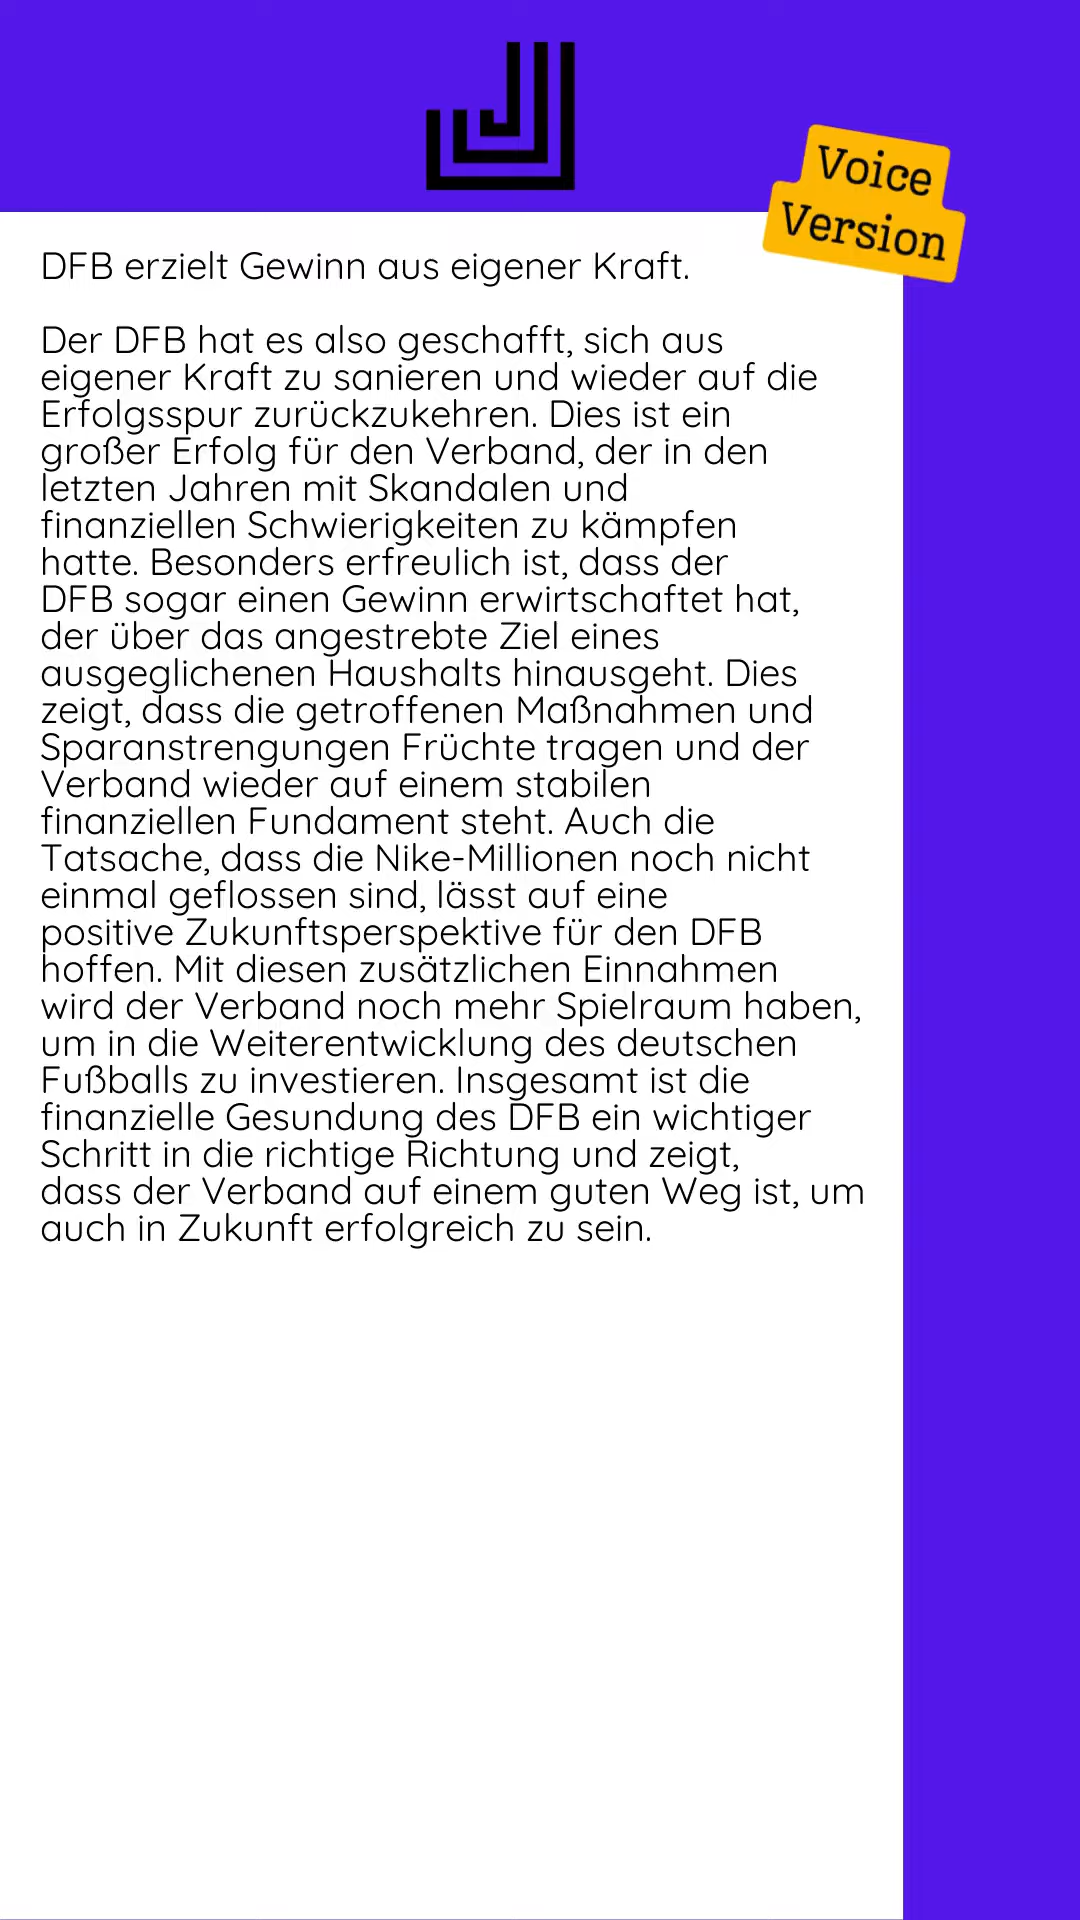 Voice
Version
DFB erzielt Gewinn aus eigener Kraft.
Der DFB hat es also geschafft, sich aus
eigener Kraft zu sanieren und wieder auf die
Erfolgsspur zurückzukehren. Dies ist ein
großer Erfolg für den Verband, der in den
letzten Jahren mit Skandalen und
finanziellen Schwierigkeiten zu kämpfen
hatte. Besonders erfreulich ist, dass der
DFB sogar einen Gewinn erwirtschaftet hat,
der über das angestrebte Ziel eines
ausgeglichenen Haushalts hinausgeht. Dies
zeigt, dass die getroffenen Maßnahmen und
Sparanstrengungen Früchte tragen und der
Verband wieder auf einem stabilen
finanziellen Fundament steht. Auch die
Tatsache, dass die Nike-Millionen noch nicht
einmal geflossen sind, lässt auf eine
positive Zukunftsperspektive für den DFB
hoffen. Mit diesen zusätzlichen Einnahmen
wird der Verband noch mehr Spielraum haben,
um in die Weiterentwicklung des deutschen
Fußballs zu investieren. Insgesamt ist die
finanzielle Gesundung des DFB ein wichtiger
Schritt in die richtige Richtung und zeigt,
dass der Verband auf einem guten Weg ist, um
auch in Zukunft erfolgreich zu sein.